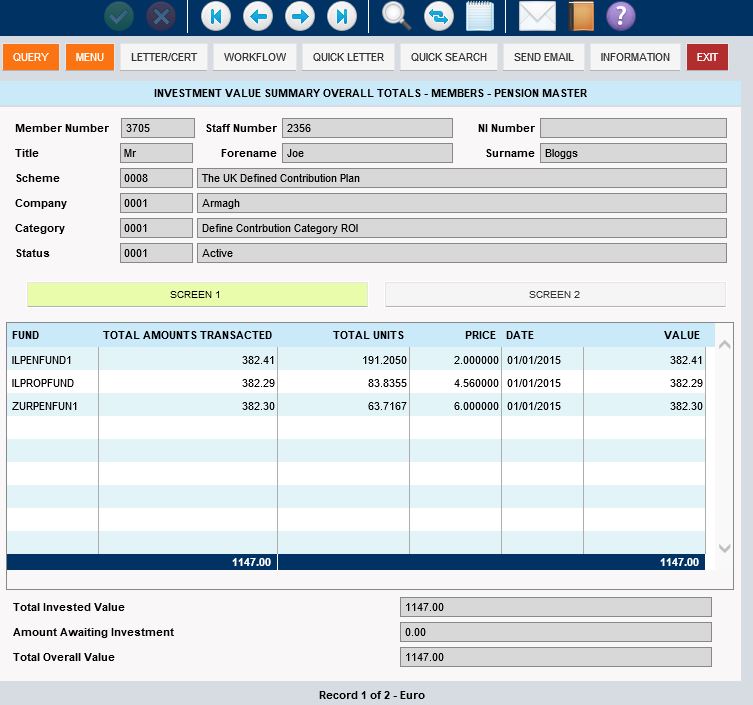 ?
QUERY MENU LETTER/CERT WORKFLOW QUICK LETTER QUICK SEARCH SEND EMAIL INFORMATION EXIT
INVESTMENT VALUE SUMMARY OVERALL TOTALS - MEMBERS - PENSION MASTER
Member Number 3705 Staff Number 2356 NI Number
Title Mr Forename Joe Surname Bloggs
Scheme 0008 The UK Defined Contribution Plan
Company 0001 Armagh
Category 0001 Define Contrbution Category ROI
Status 0001 Active
SCREEN 1 SCREEN 2
FUND TOTAL AMOUNTS TRANSACTED TOTAL UNITS PRICE DATE VALUE
ILPENFUND1 382.41 191.2050 2.000000 01/01/2015 382.41
ILPROPFUND 382.29 83.8355 4.560000 01/01/2015 382.29
ZURPENFUN1 382.30 63.7167 6.000000 01/01/2015 382.30
1147.00 1147.00
Total Invested Value 1147.00
Amount Awaiting Investment 0.00
Total Overall Value 1147.00
Record 1 of 2 - Euro